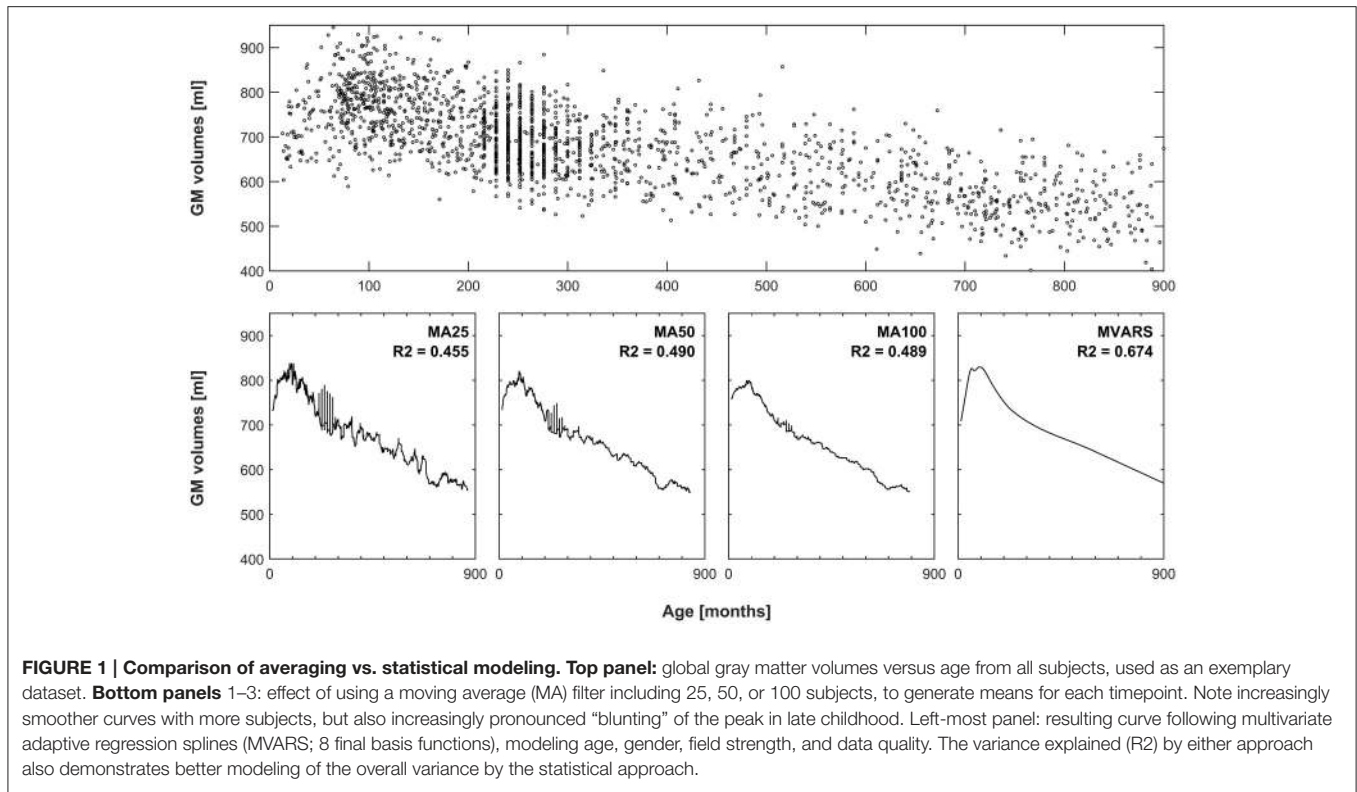 GM volumes [ml]
900
800
700
600
500
400
0 100 200 300 400 500 600 700 800 900
GM volumes [ml]
900
800
700
600
500
400
MA25
R2 = 0.455
MA50
R2 = 0.490
MA100
R2 = 0.489
MVARS
R2 = 0.674
0 900 0 900 0 900 0 900
Age [months]
FIGURE 1 | Comparison of averaging vs. statistical modeling. Top panel: global gray matter volumes versus age from all subjects, used as an exemplary
dataset. Bottom panels 1–3: effect of using a moving average (MA) filter including 25, 50, or 100 subjects, to generate means for each timepoint. Note increasingly
smoother curves with more subjects, but also increasingly pronounced “blunting” of the peak in late childhood. Left-most panel: resulting curve following multivariate
adaptive regression splines (MVARS; 8 final basis functions), modeling age, gender, field strength, and data quality. The variance explained (R2) by either approach
also demonstrates better modeling of the overall variance by the statistical approach.